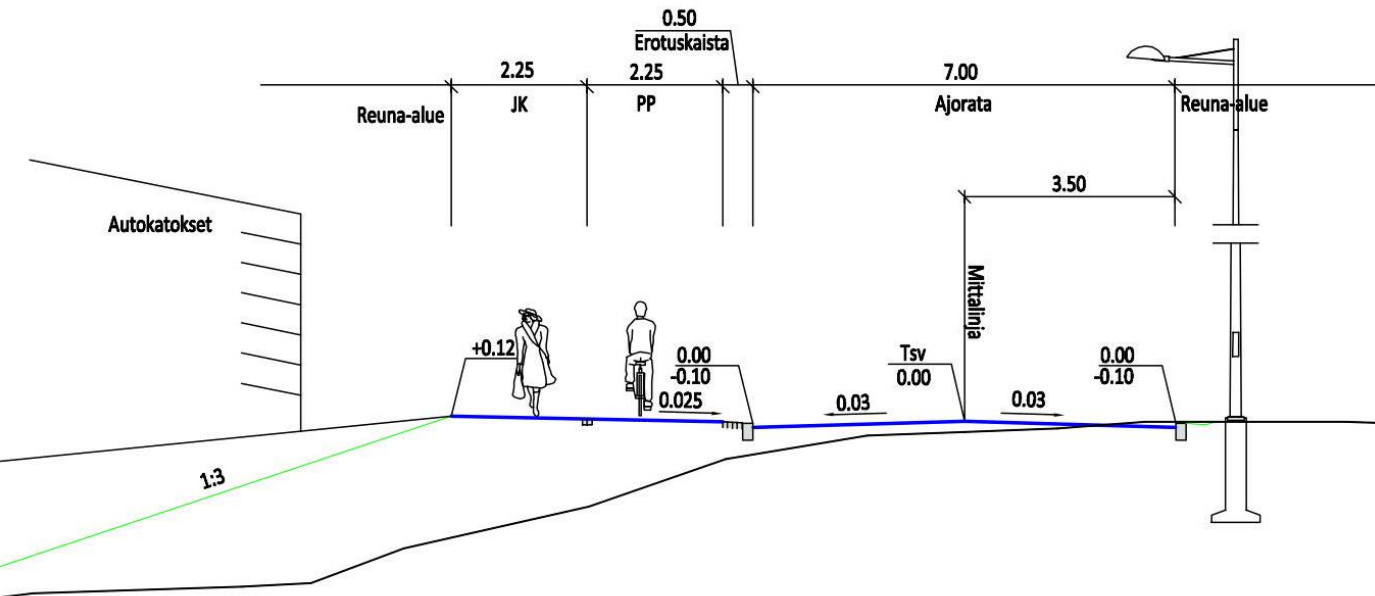 0.50
Erotuskaista
2.25
2.25
7.00
Reuna-alue
JK
PP
Ajorata
Reuna-alue
3.50
Autokatokset
Mittalinja
+0.12
0.00
-0.10
Tsv
0.00
0.00
-0.10
0.025
0.03
0.03
1:3